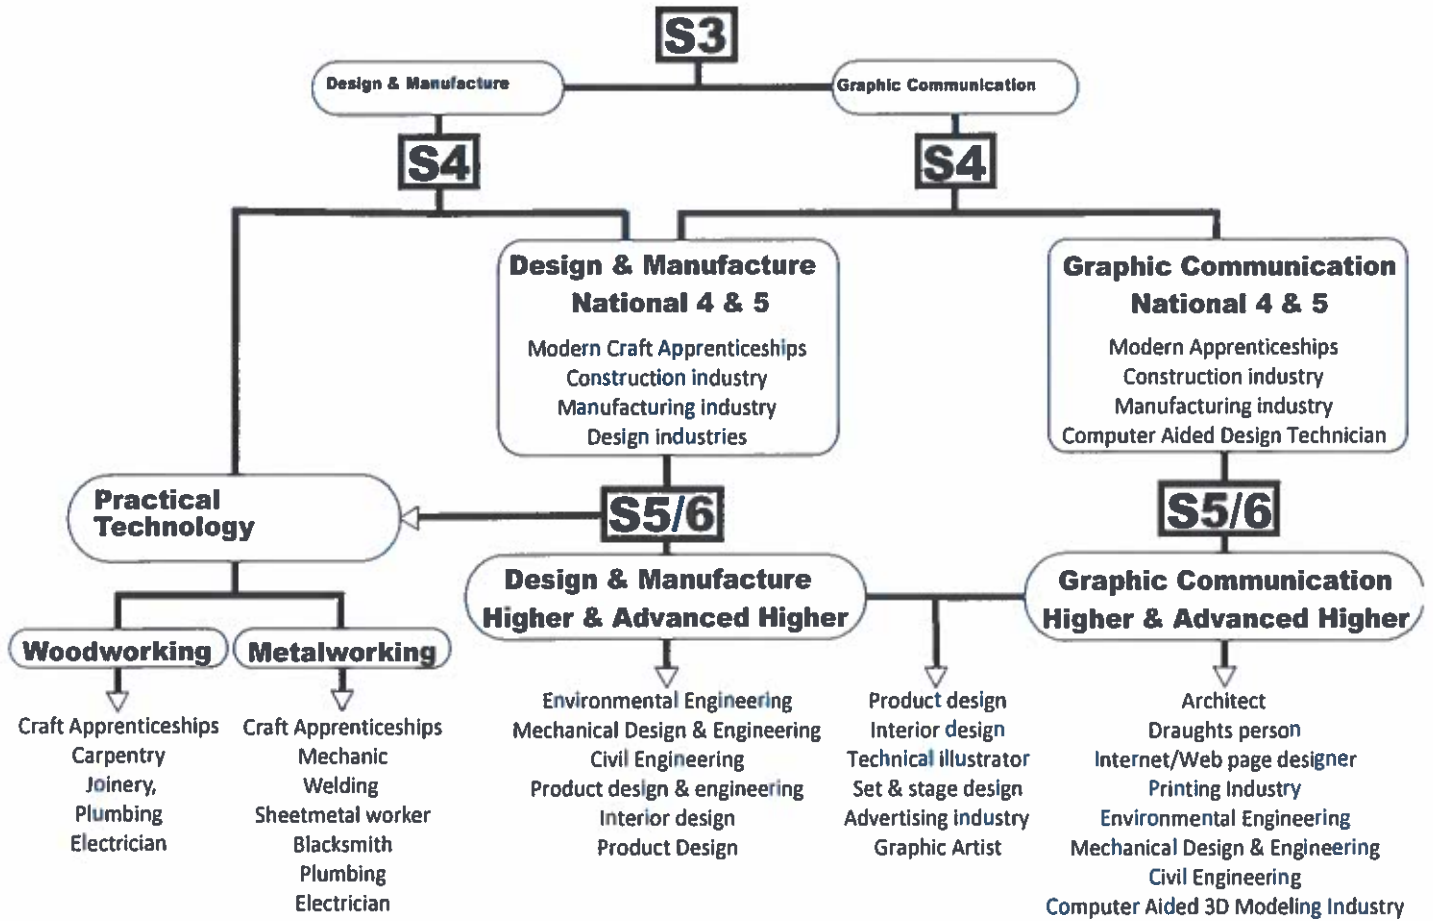 S3
Design & Manufacture
Graphic Communication
S4
S4
Design & Manufacture
National 4 & 5
Modern Craft Apprenticeships
Construction industry
Manufacturing industry
Design industries
Graphic Communication
National 4 & 5
Modern Apprenticeships
Construction industry
Manufacturing industry
Computer Aided Design Technician
Practical
Technology
S5/6
S5/6
Design & Manufacture
Higher & Advanced Higher
Graphic Communication
Higher & Advanced Higher
Woodworking
Metalworking
Craft Apprenticeships
Carpentry
Joinery,
Plumbing
Electrician
Craft Apprenticeships
Mechanic
Welding
Sheetmetal worker
Blacksmith
Plumbing
Electrician
Environmental Engineering
Mechanical Design & Engineering
Civil Engineering
Product design & engineering
Interior design
Product Design
Product design
Interior design
Technical illustrator
Set & stage design
Advertising industry
Graphic Artist
Architect
Draughts person
Internet/Web page designer
Printing Industry
Environmental Engineering
Mechanical Design & Engineering
Civil Engineering
Computer Aided 3D Modeling Industry